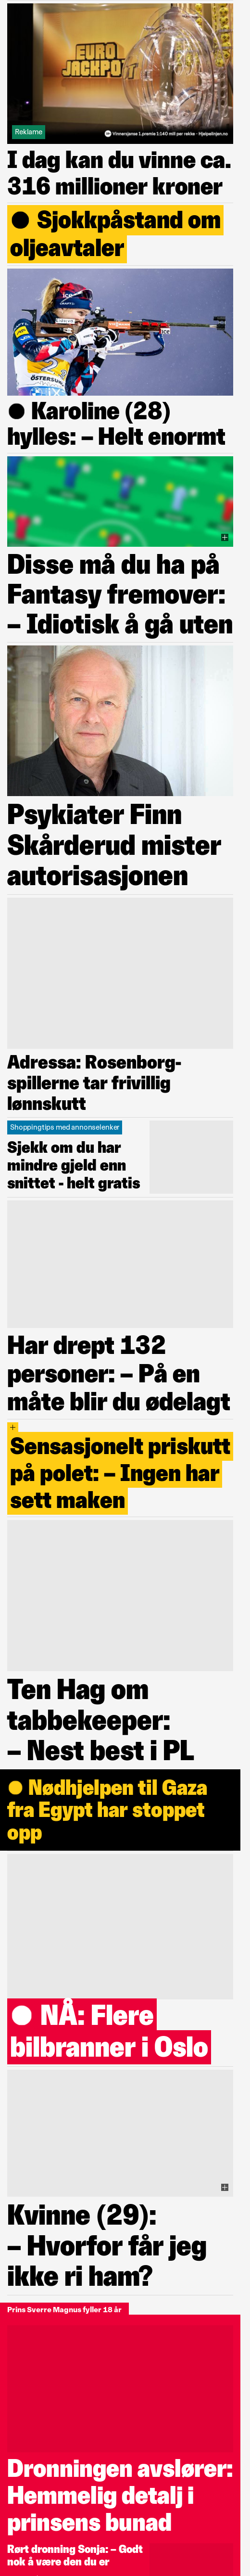 EURO
JACKPOT
Reklame
Vinnersjanse 1.premie 1:140 mill per rekke - Hjelpelinjen.no
I dag kan du vinne ca.
316 millioner kroner
● Sjokkpåstand om
oljeavtaler
ICE
2
ÖSTERSUND
● Karoline (28)
hylles: – Helt enormt
Disse må du ha på
Fantasy fremover:
– Idiotisk å gå uten
Psykiater Finn
Skårderud mister
autorisasjonen
Adressa: Rosenborg-
spillerne tar frivillig
lønnskutt
Shoppingtips med annonselenker
Sjekk om du har
mindre gjeld enn
snittet - helt gratis
Har drept 132
personer: – På en
måte blir du ødelagt
+
Sensasjonelt priskutt
på polet: – Ingen har
sett maken
Ten Hag om
tabbekeeper:
– Nest best i PL
● Nødhjelpen til Gaza
fra Egypt har stoppet
opp
● NÅ: Flere
bilbranner i Oslo
Kvinne (29):
– Hvorfor får jeg
ikke ri ham?
Prins Sverre Magnus fyller 18 år
Dronningen avslører:
Hemmelig detalj i
prinsens bunad
Rørt dronning Sonja: – Godt
nok å være den du er